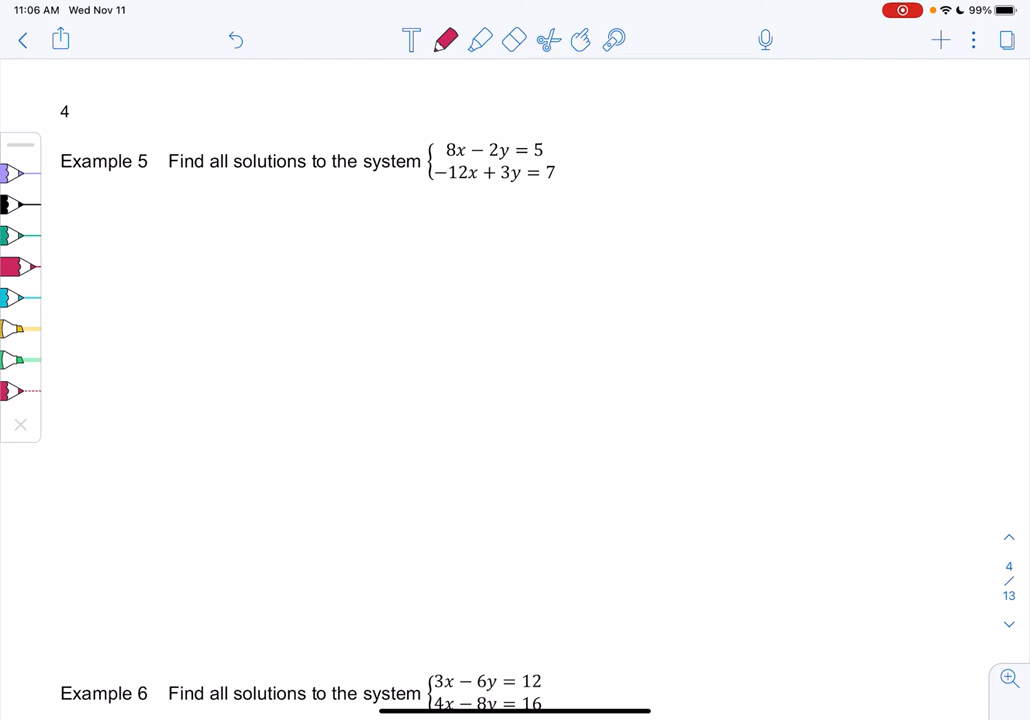 11:06 AM Wed Nov 11
99%
T
4
Example 5 Find all solutions to the system { 8x − 2y = 5
−12x + 3y = 7
4
/
13
Example 6 Find all solutions to the system { 3x − 6y = 12
4x − 8y = 16